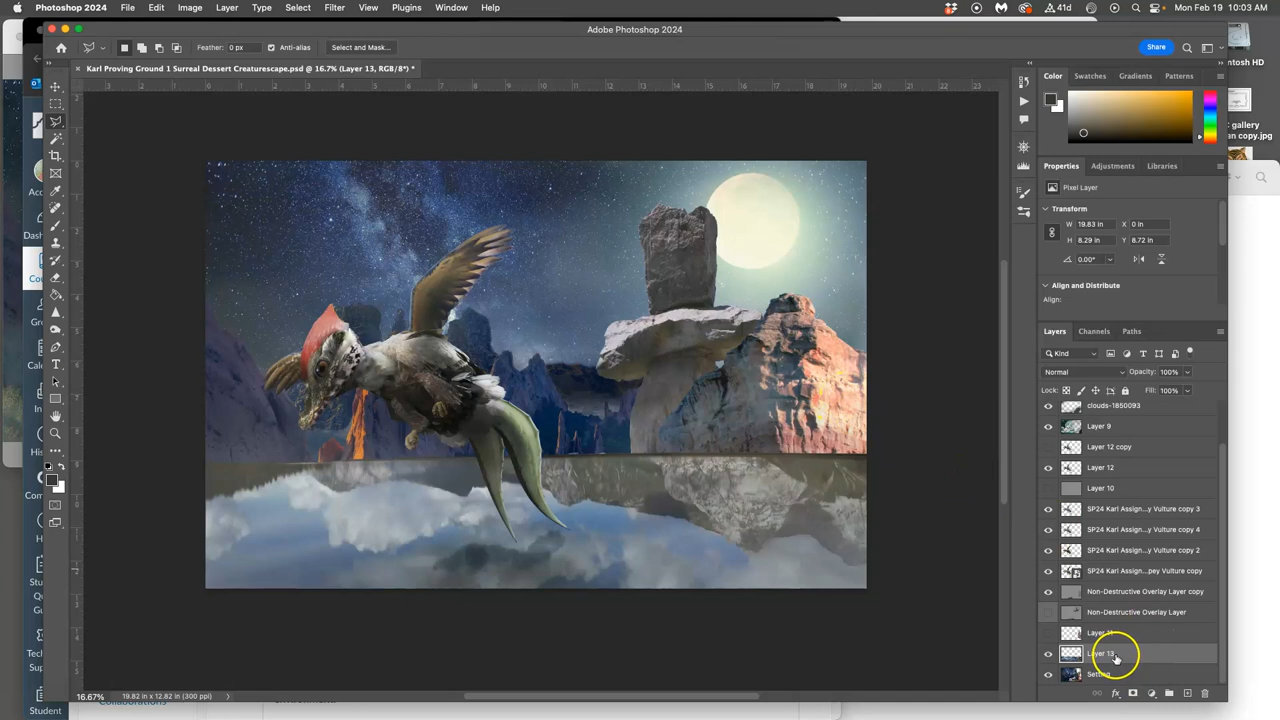 Photoshop 2024 File Edit Image Layer Type Select Filter View Plugins Window Help 41d Mon Feb 19 10:03 AM
Adobe Photoshop 2024
Feather: 0 px Anti-alias Select and Mask... Share
Karl Proving Ground 1 Surreal Dessert Creaturescape.psd @ 16.7% (Layer 13, RGB/8*) *
Color Swatches Gradients Patterns
Properties Adjustments Libraries
Pixel Layer
Transform
W 19.83 in X 0 in
H 8.29 in Y 8.72 in
0.00°
Align and Distribute
Align:
Layers Channels Paths
Kind
Normal Opacity: 100%
Lock: Fill: 100%
clouds-1850093
Layer 9
Layer 12 copy
Layer 12
Layer 10
SP24 Karl Assign...y Vulture copy 3
SP24 Karl Assign...y Vulture copy 4
SP24 Karl Assign...y Vulture copy 2
SP24 Karl Assign...pey Vulture copy
Non-Destructive Overlay Layer copy
Non-Destructive Overlay Layer
Layer 11
Layer 13
Setting
16.67% 19.82 in x 12.82 in (300 ppi)
gallery
copy.jpg